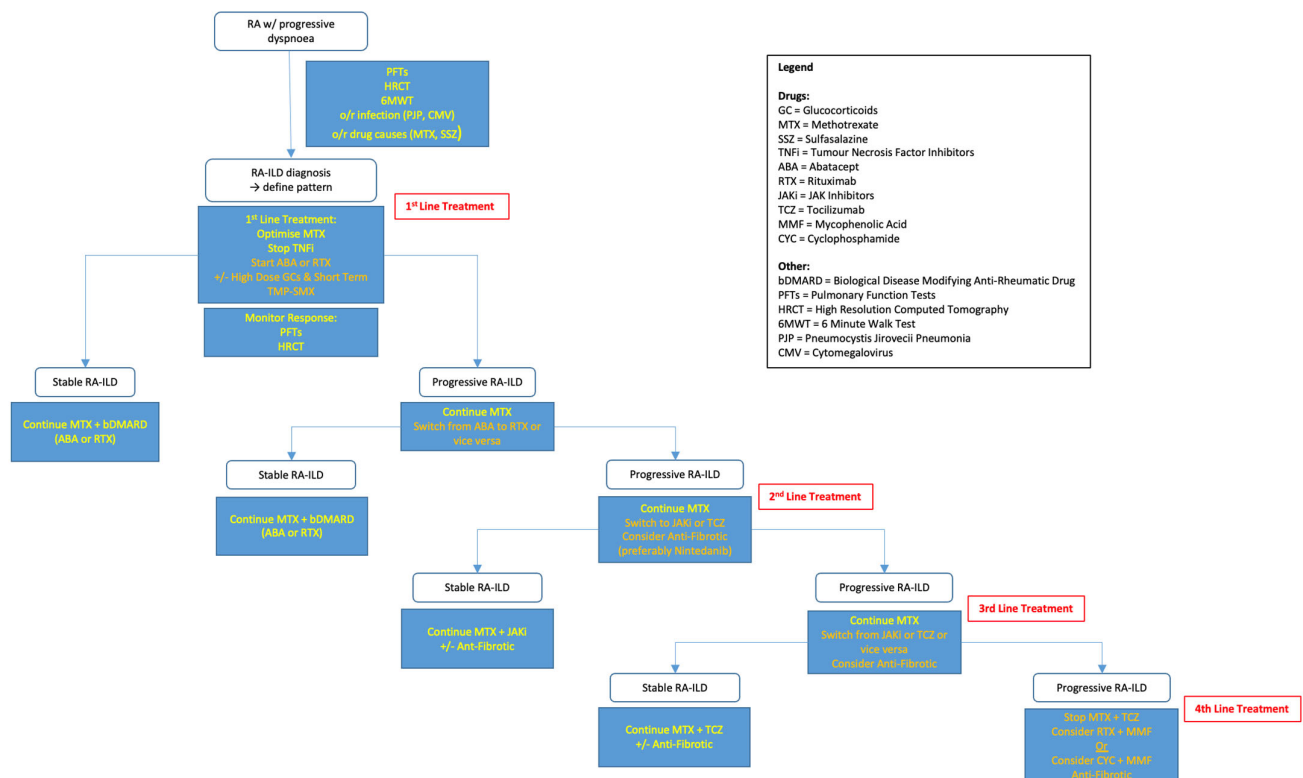 RA w/ progressive
dyspnoea
PFTs
HRCT
6MWT
o/r infection (PJP, CMV)
o/r drug causes (MTX, SSZ)
RA-ILD diagnosis
→ define pattern
1st Line Treatment
1st Line Treatment:
Optimise MTX
Stop TNFi
Start ABA or RTX
+/- High Dose GCs & Short Term
TMP-SMX
Monitor Response:
PFTs
HRCT
Stable RA-ILD
Continue MTX + bDMARD
(ABA or RTX)
Progressive RA-ILD
Continue MTX
Switch from ABA to RTX or
vice versa
Stable RA-ILD
Continue MTX + bDMARD
(ABA or RTX)
Progressive RA-ILD
2nd Line Treatment
Continue MTX
Switch to JAKi or TCZ
Consider Anti-Fibrotic
(preferably Nintedanib)
Stable RA-ILD
Continue MTX + JAKi
+/- Ant-Fibrotic
Progressive RA-ILD
3rd Line Treatment
Continue MTX
Switch from JAKi or TCZ or
vice versa
Consider Anti-Fibrotic
Stable RA-ILD
Continue MTX + TCZ
+/- Anti-Fibrotic
Progressive RA-ILD
4th Line Treatment
Stop MTX + TCZ
Consider RTX + MMF
Or
Consider CYC + MMF
Anti-Fibrotic
Legend
Drugs:
GC = Glucocorticoids
MTX = Methotrexate
SSZ = Sulfasalazine
TNFi = Tumour Necrosis Factor Inhibitors
ABA = Abatacept
RTX = Rituximab
JAKi = JAK Inhibitors
TCZ = Tocilizumab
MMF = Mycophenolic Acid
CYC = Cyclophosphamide
Other:
bDMARD = Biological Disease Modifying Anti-Rheumatic Drug
PFTs = Pulmonary Function Tests
HRCT = High Resolution Computed Tomography
6MWT = 6 Minute Walk Test
PJP = Pneumocystis Jirovecii Pneumonia
CMV = Cytomegalovirus